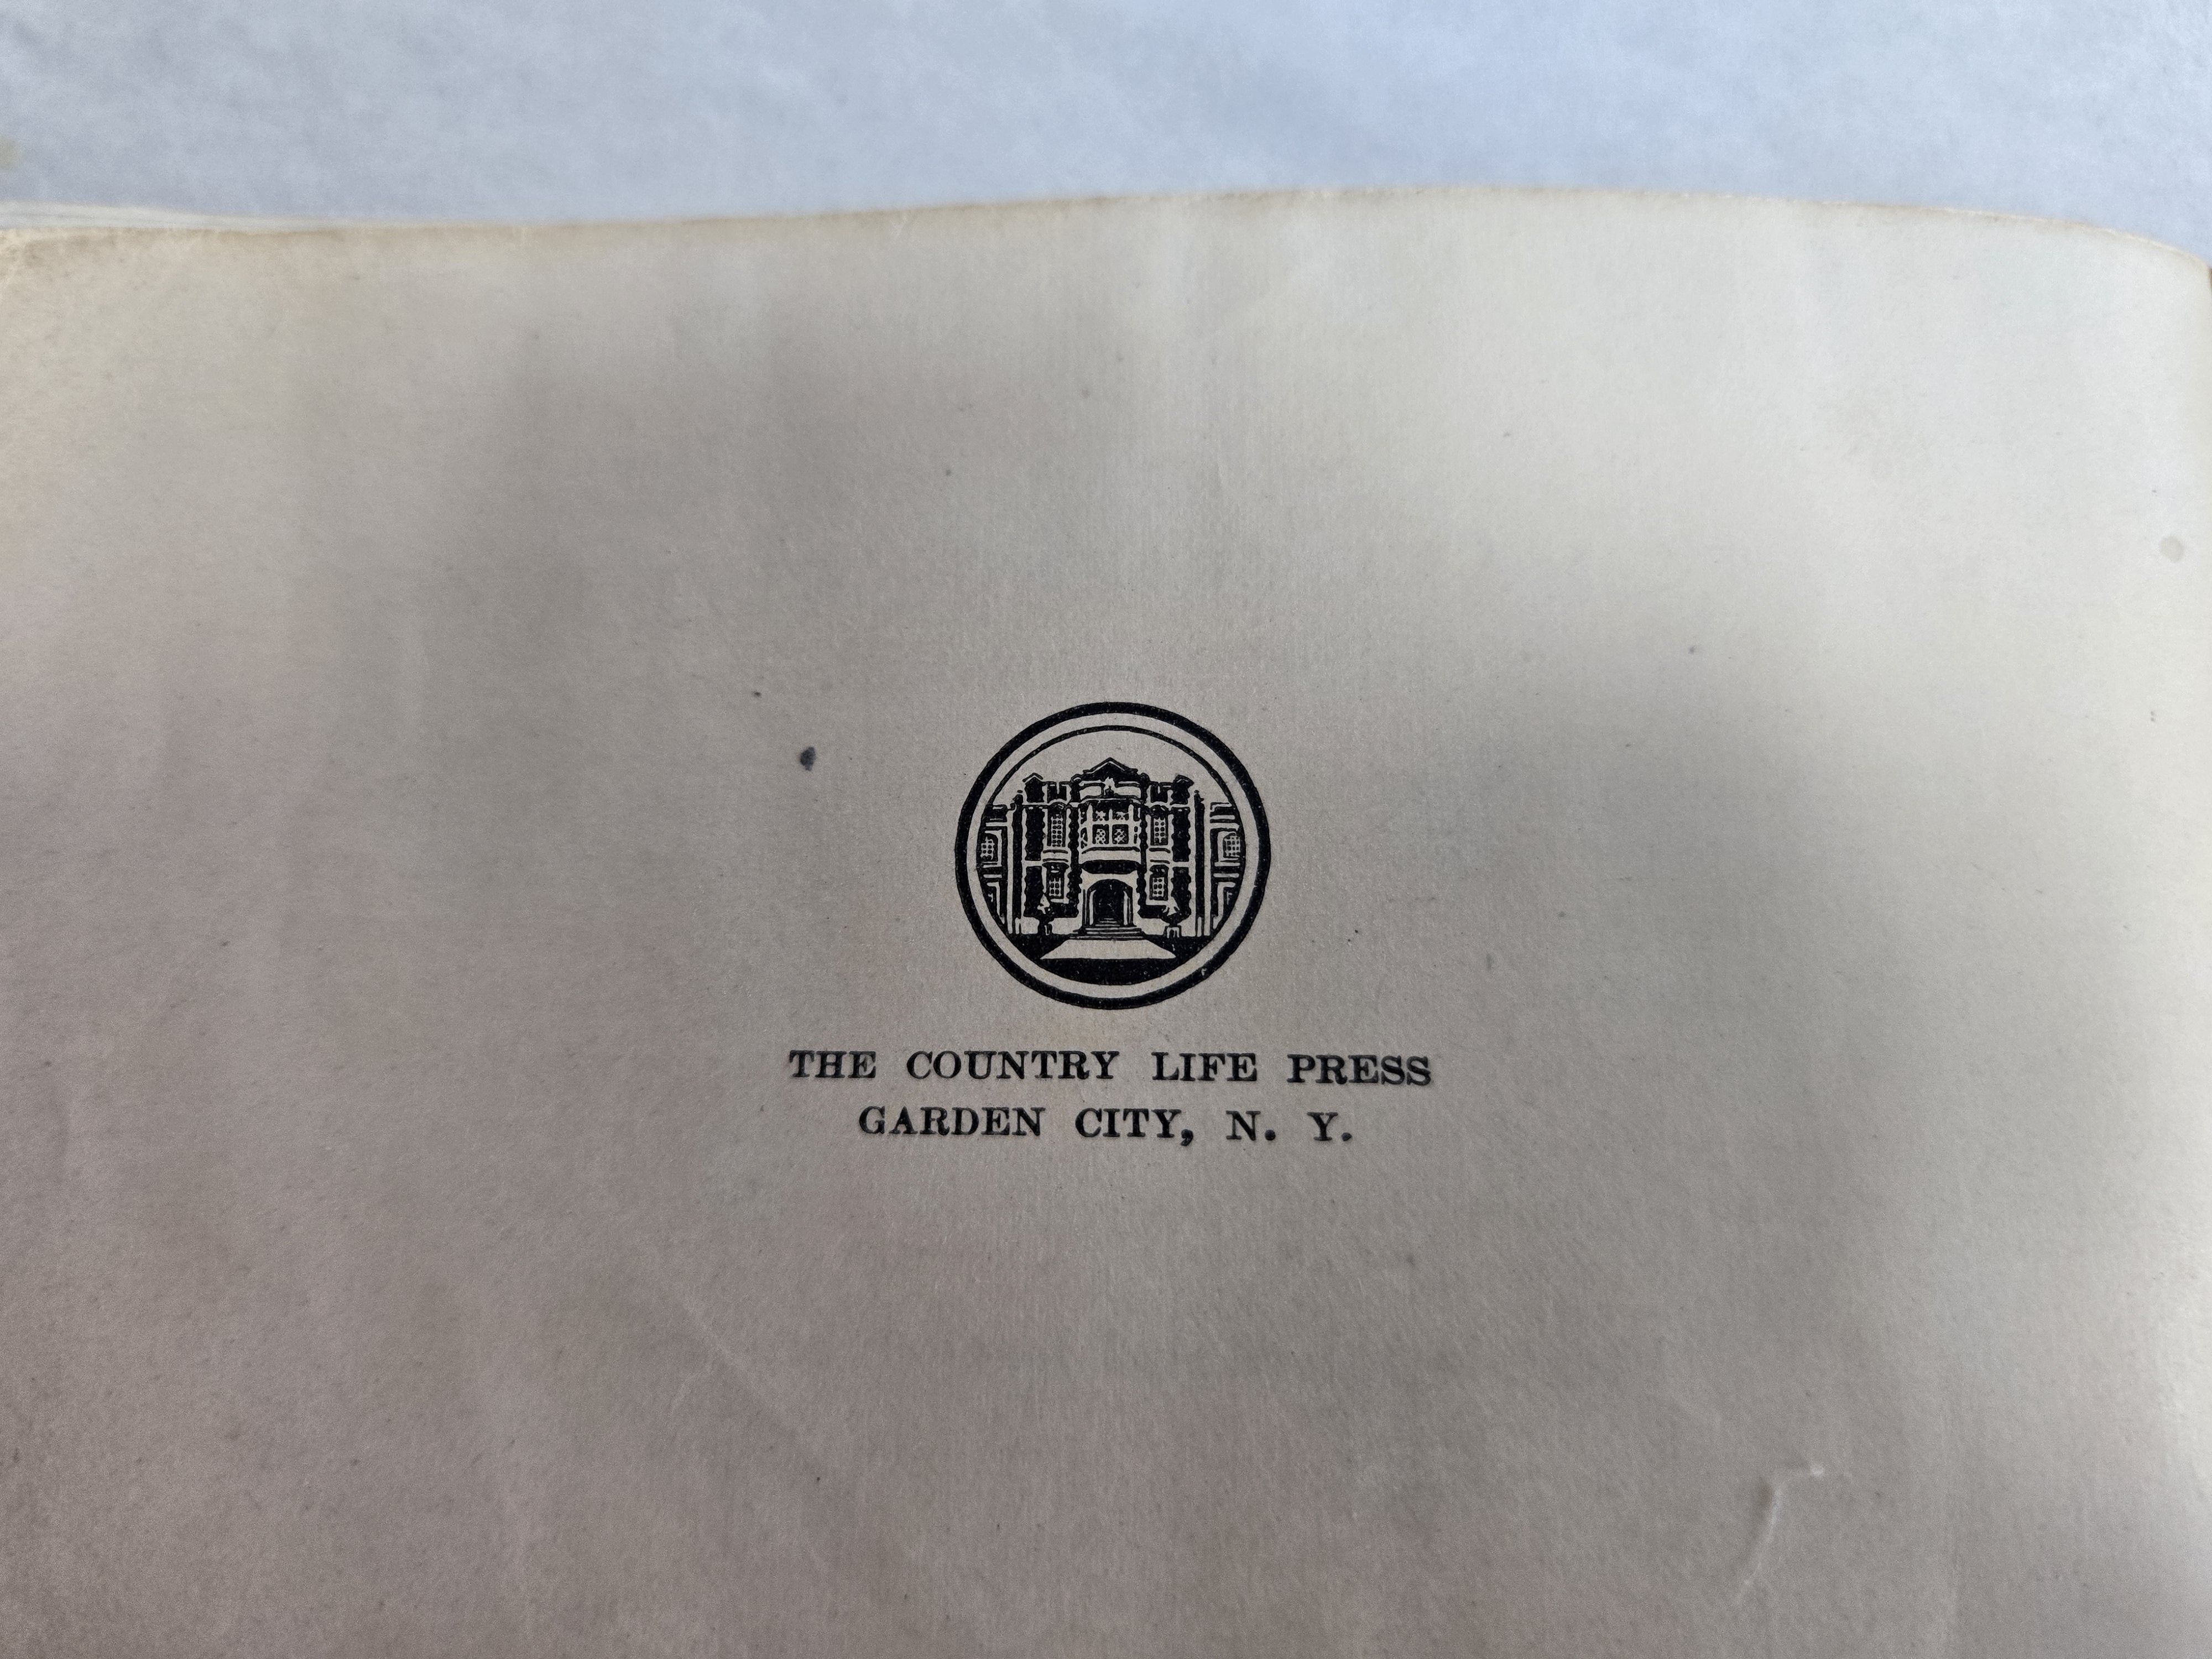 THE COUNTRY LIFE PRESS
GARDEN CITY, N. Y.